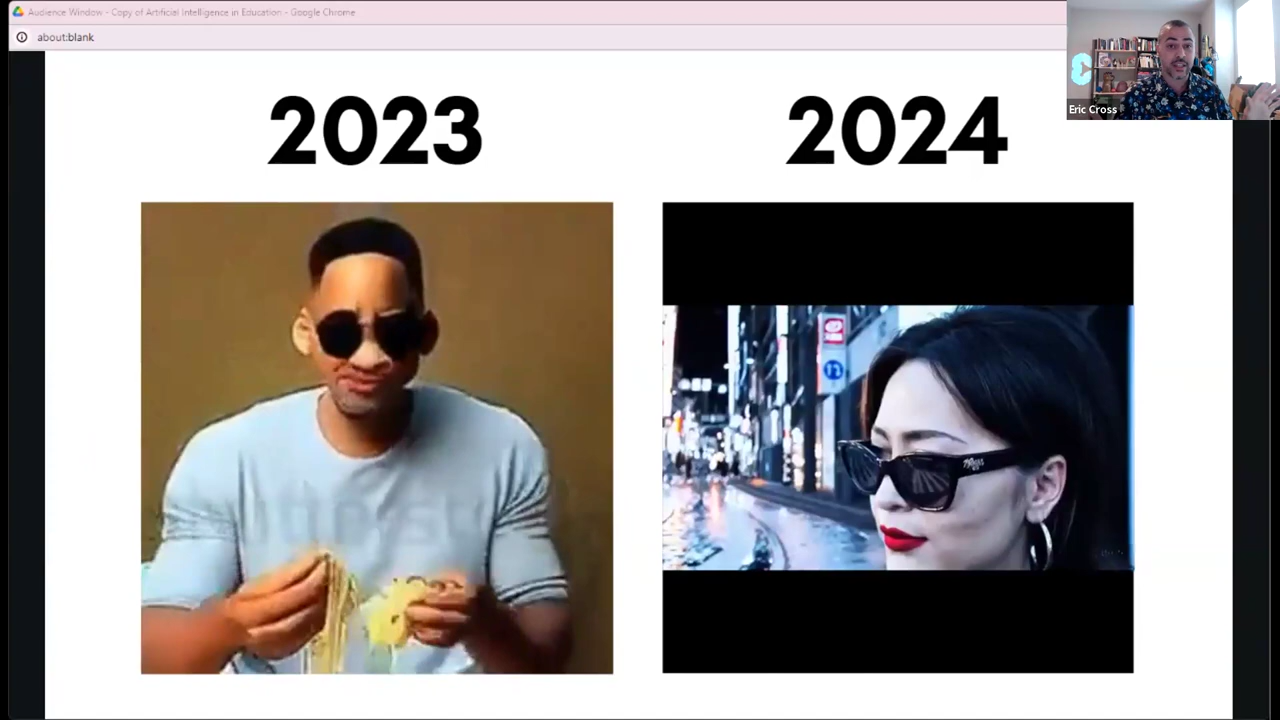 Audience Window - Copy of Artificial Intelligence in Education - Google Chrome
about:blank
Eric Cross
2023
2024